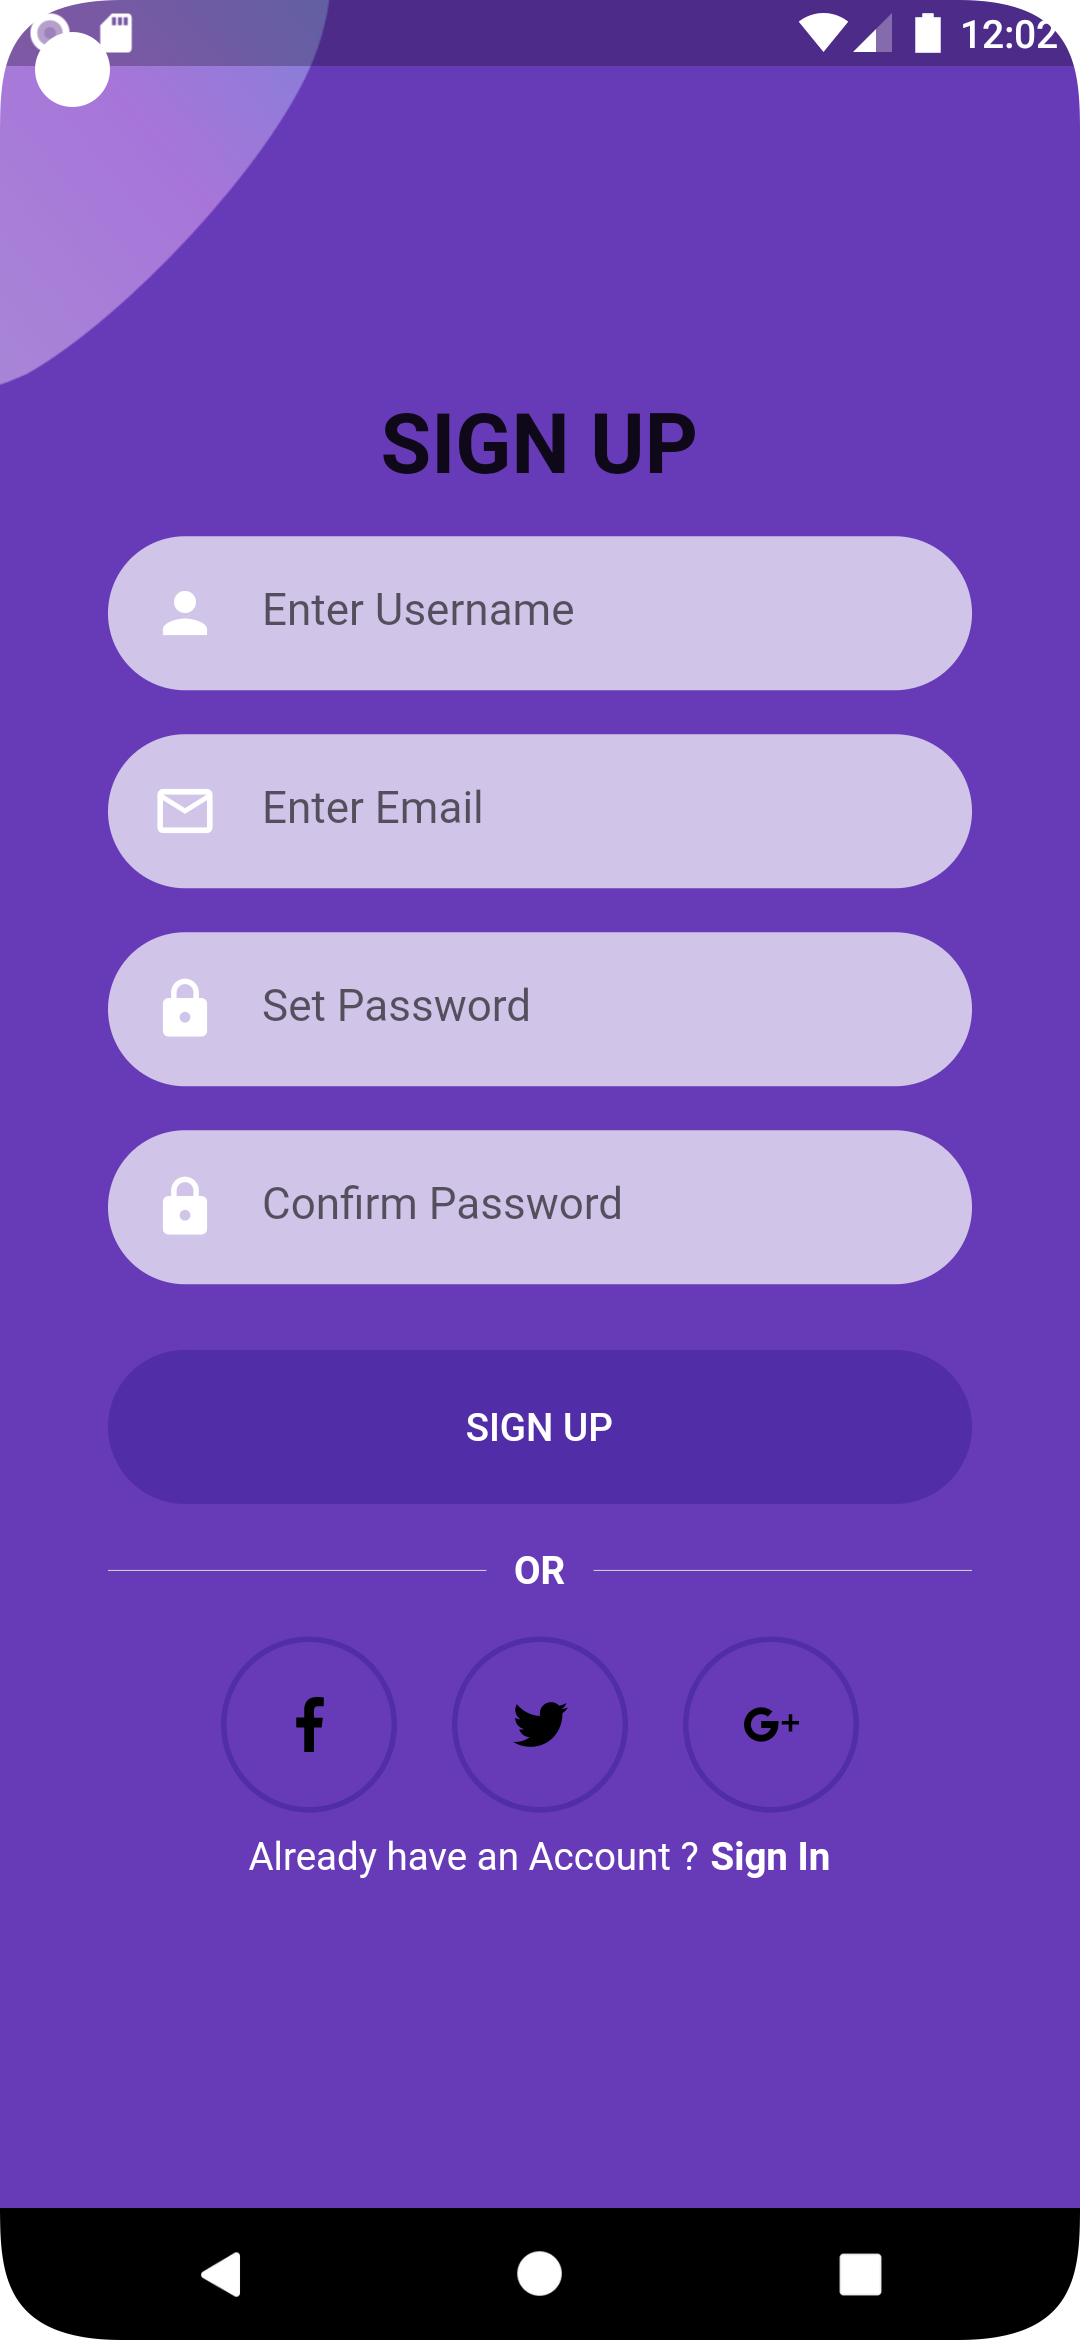 12:02
SIGN UP
Enter Username
Enter Email
Set Password
Confirm Password
SIGN UP
OR
G+
Already have an Account ? Sign In